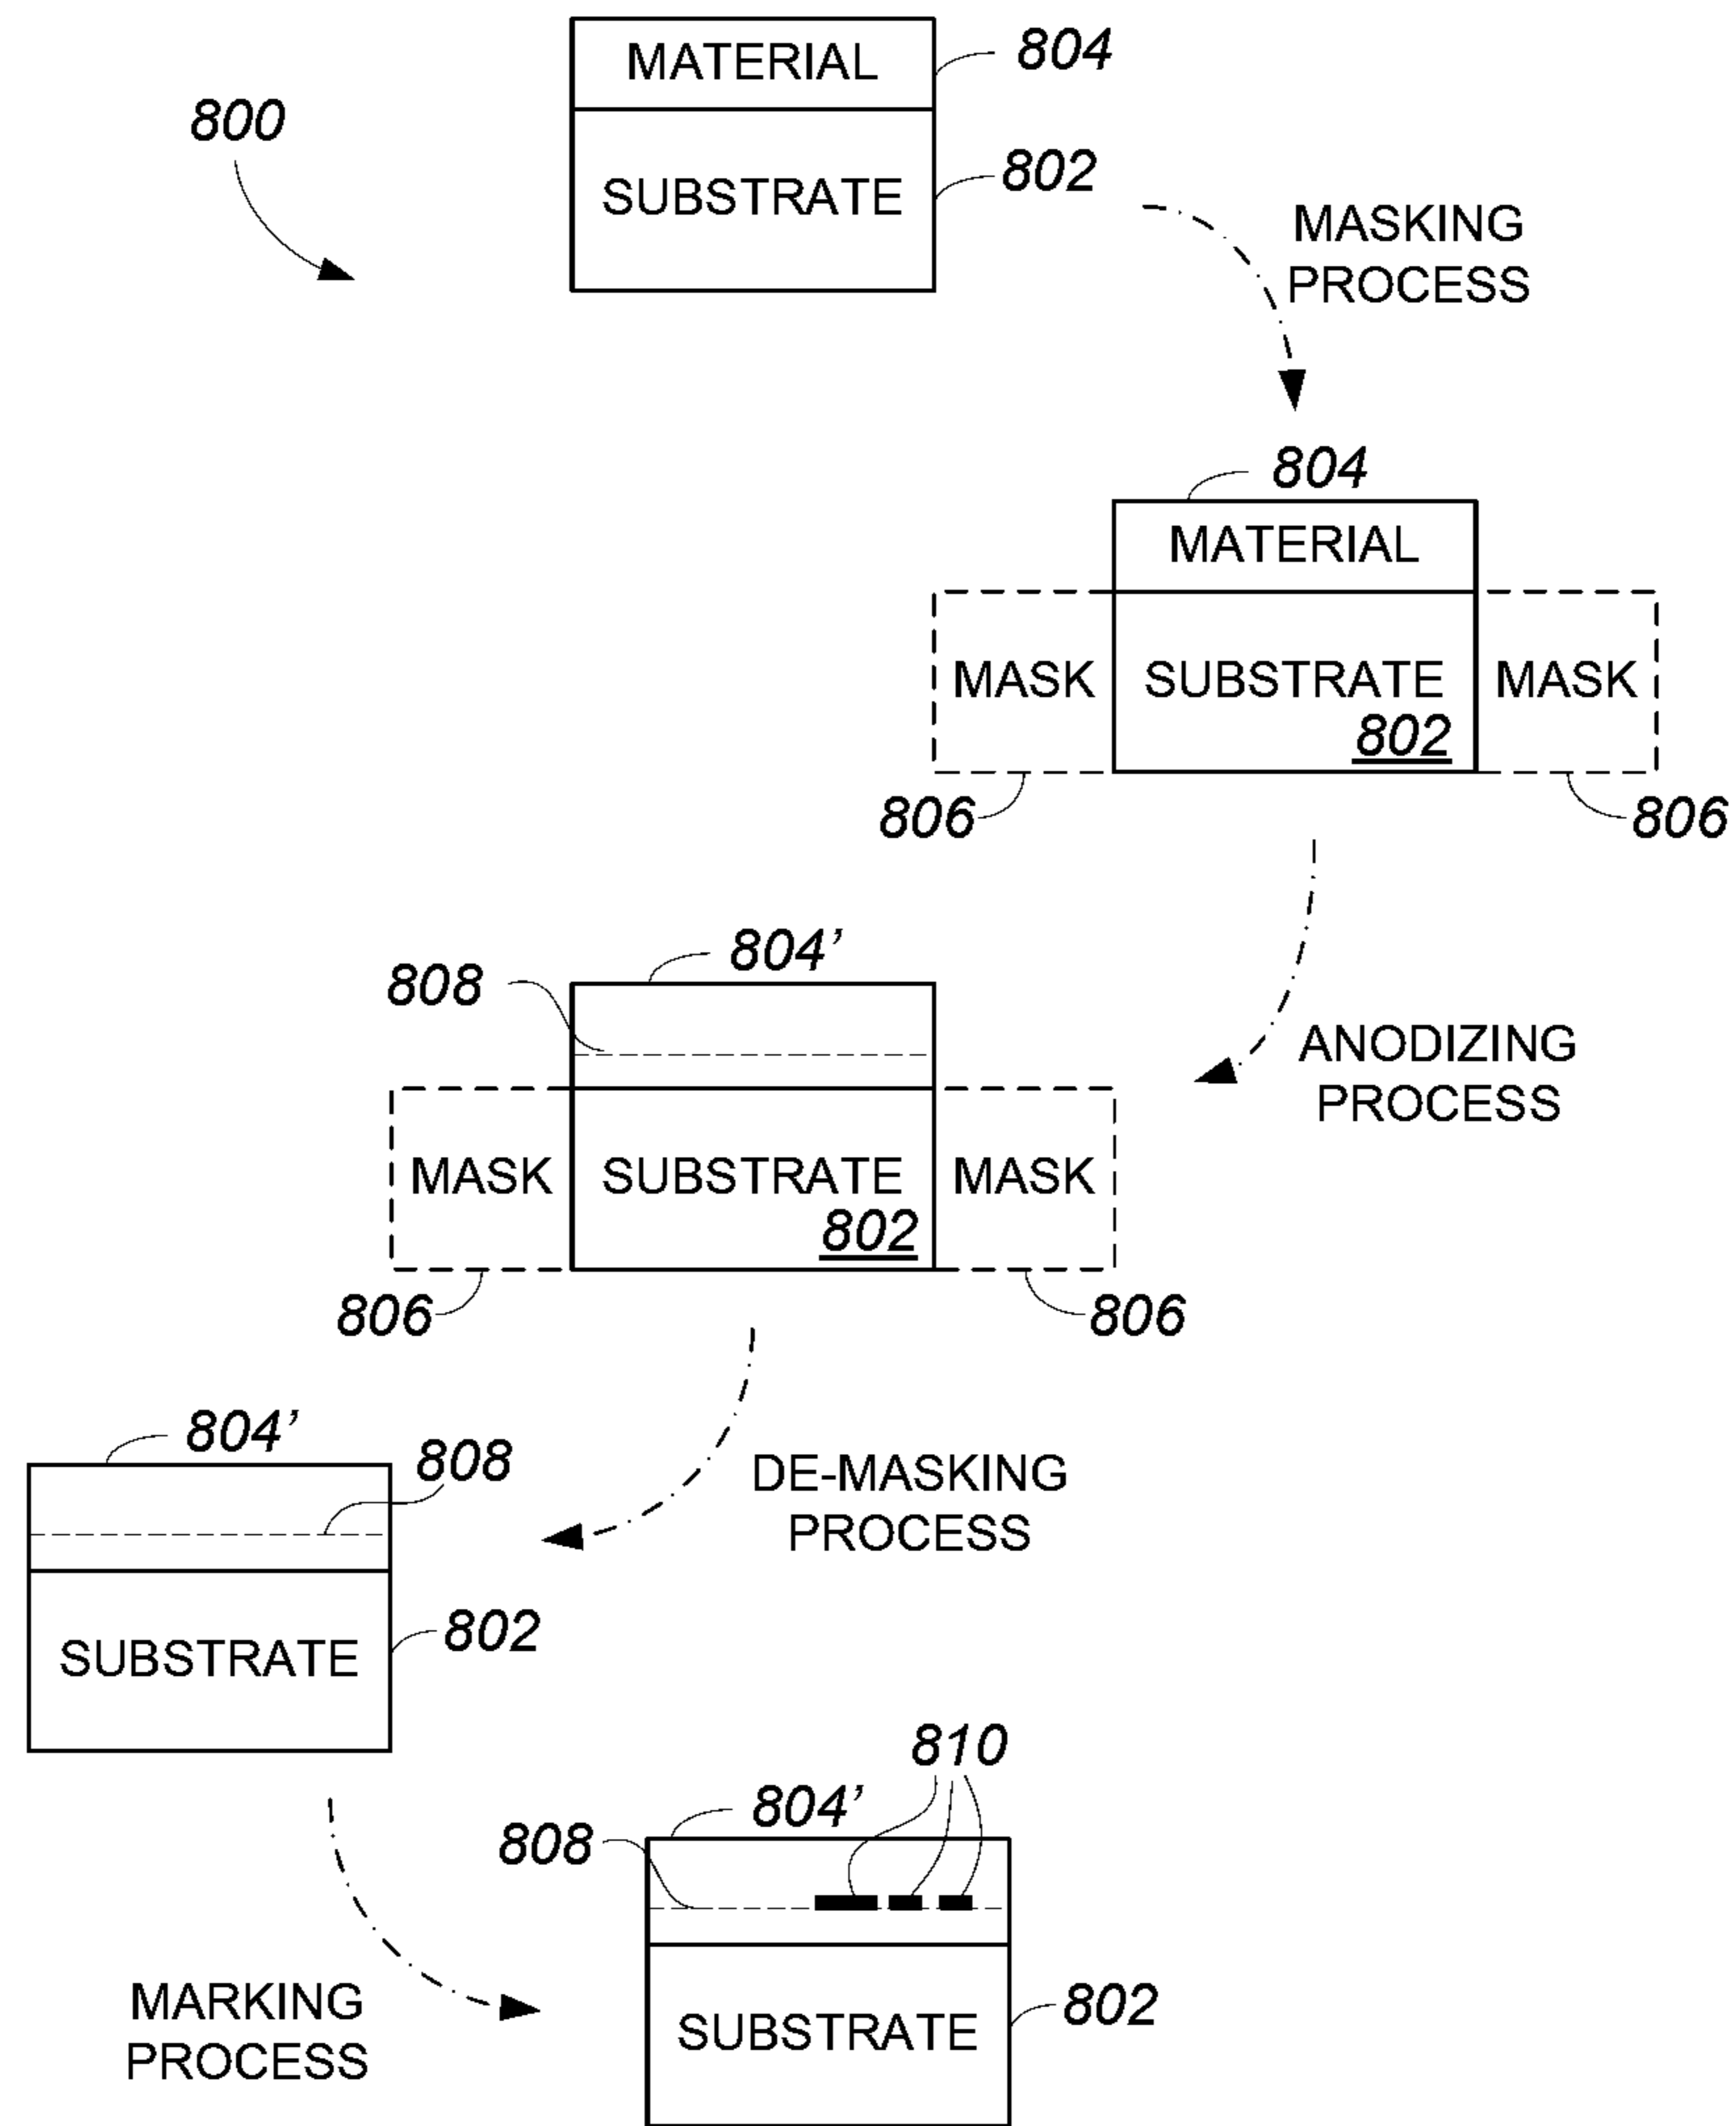 MATERIAL
804
800
SUBSTRATE
802
MASKING
PROCESS
804
MATERIAL
MASK
SUBSTRATE
MASK
802
806
806
804’
808
ANODIZING
PROCESS
MASK
SUBSTRATE
MASK
802
806
806
804’
808
DE-MASKING
PROCESS
SUBSTRATE
802
810
804’
808
MARKING
PROCESS
SUBSTRATE
802